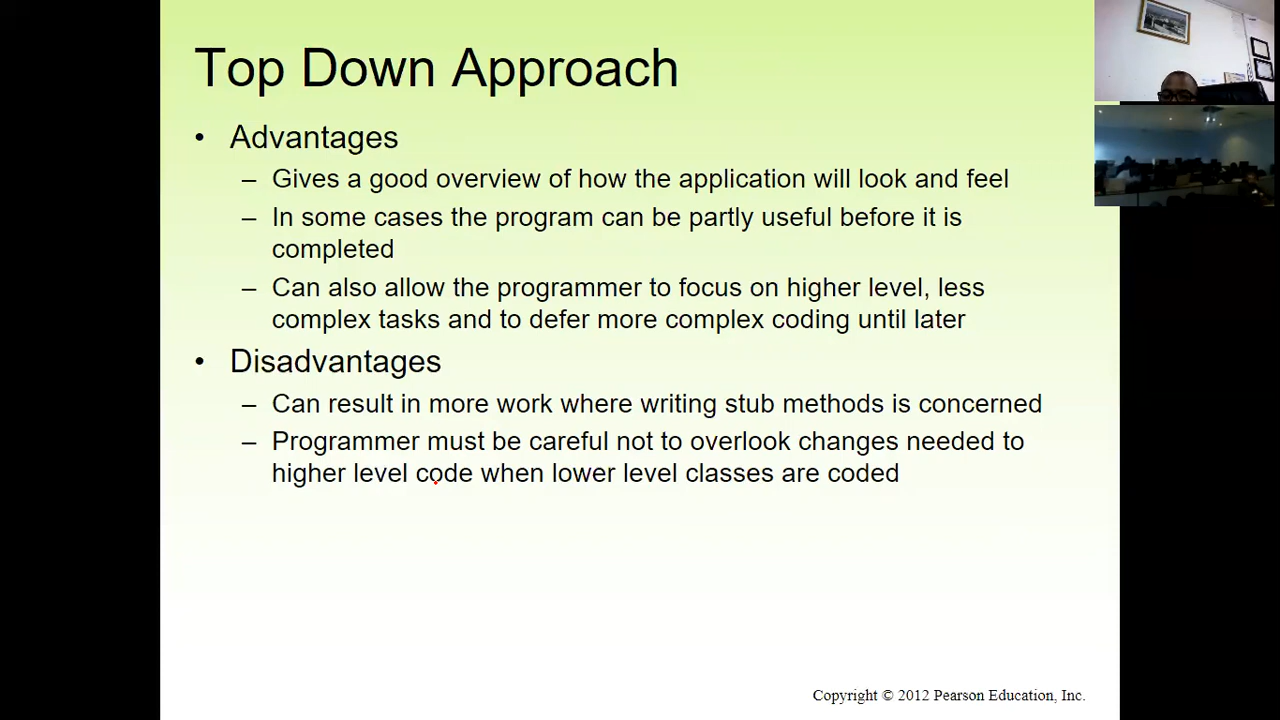 Top Down Approach
• Advantages
– Gives a good overview of how the application will look and feel
– In some cases the program can be partly useful before it is
completed
– Can also allow the programmer to focus on higher level, less
complex tasks and to defer more complex coding until later
• Disadvantages
– Can result in more work where writing stub methods is concerned
– Programmer must be careful not to overlook changes needed to
higher level code when lower level classes are coded
Copyright © 2012 Pearson Education, Inc.